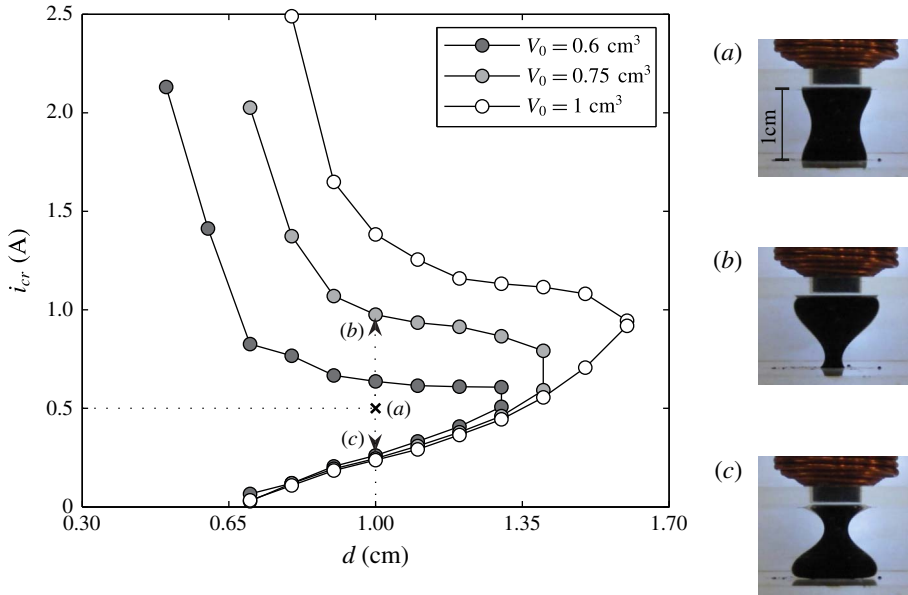 2.5
2.0
1.5
1.0
0.5
0
i_cr (A)
V_0 = 0.6 cm^3
V_0 = 0.75 cm^3
V_0 = 1 cm^3
(b)
(a)
(c)
0.30 0.65 1.00 1.35 1.70
d (cm)
(a)
1cm
(b)
(c)